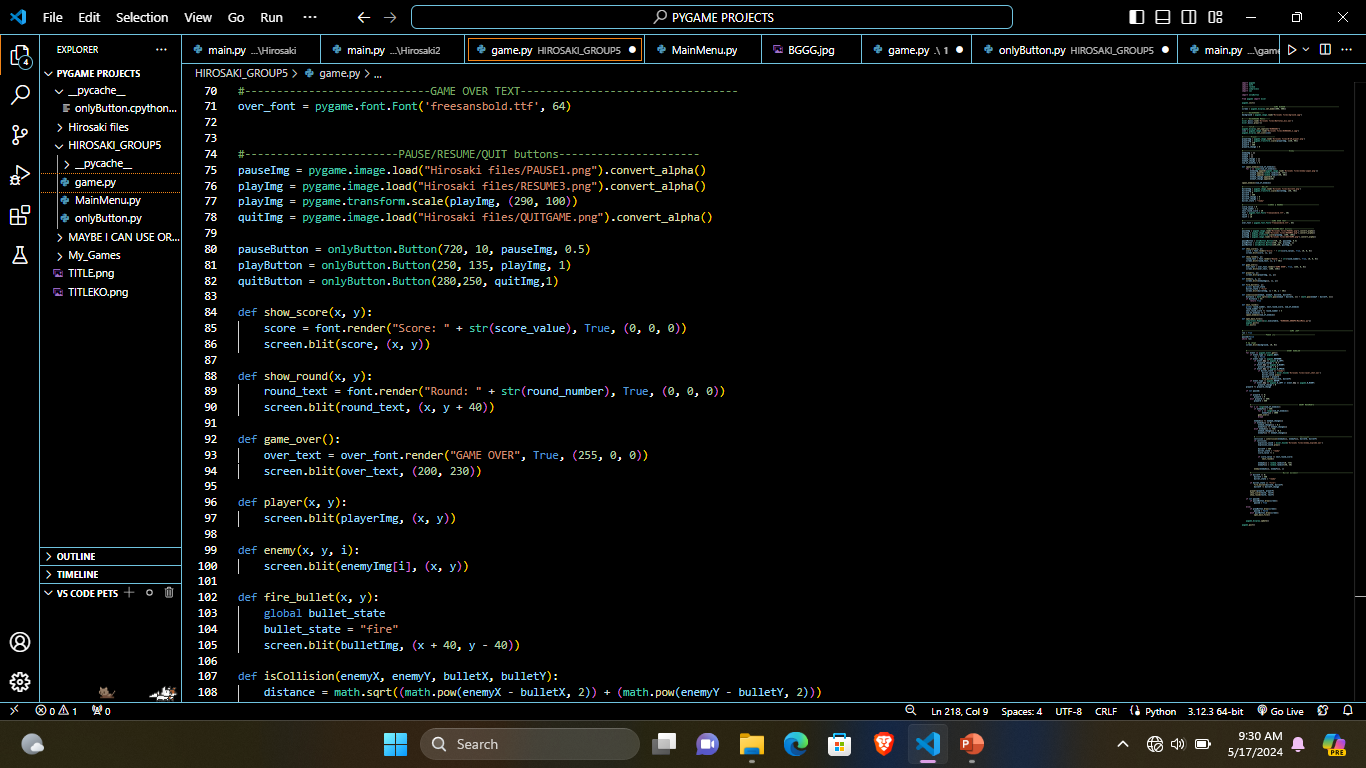 File Edit Selection View Go Run ··· PYGAME PROJECTS
EXPLORER ···
PYGAME PROJECTS
__pycache__
onlyButton.cpython...
Hirosaki files
HIROSAKI_GROUP5
__pycache__
game.py
MainMenu.py
onlyButton.py
MAYBE I CAN USE OR...
My_Games
TITLE.png
TITLEKO.png
OUTLINE
TIMELINE
VS CODE PETS
4
main.py ...\Hirosaki main.py ...\Hirosaki2 game.py HIROSAKI_GROUP5 MainMenu.py BGGG.jpg game.py .\ 1 onlyButton.py HIROSAKI_GROUP5 main.py ...\game
HIROSAKI_GROUP5 > game.py > ...
70 #-----------------------------GAME OVER TEXT----------------------------------
71 over_font = pygame.font.Font('freesansbold.ttf', 64)
72
73
74 #------------------------PAUSE/RESUME/QUIT buttons----------------------
75 pauseImg = pygame.image.load("Hirosaki files/PAUSE1.png").convert_alpha()
76 playImg = pygame.image.load("Hirosaki files/RESUME3.png").convert_alpha()
77 playImg = pygame.transform.scale(playImg, (290, 100))
78 quitImg = pygame.image.load("Hirosaki files/QUITGAME.png").convert_alpha()
79
80 pauseButton = onlyButton.Button(720, 10, pauseImg, 0.5)
81 playButton = onlyButton.Button(250, 135, playImg, 1)
82 quitButton = onlyButton.Button(280,250, quitImg,1)
83
84 def show_score(x, y):
85     score = font.render("Score: " + str(score_value), True, (0, 0, 0))
86     screen.blit(score, (x, y))
87
88 def show_round(x, y):
89     round_text = font.render("Round: " + str(round_number), True, (0, 0, 0))
90     screen.blit(round_text, (x, y + 40))
91
92 def game_over():
93     over_text = over_font.render("GAME OVER", True, (255, 0, 0))
94     screen.blit(over_text, (200, 230))
95
96 def player(x, y):
97     screen.blit(playerImg, (x, y))
98
99 def enemy(x, y, i):
100     screen.blit(enemyImg[i], (x, y))
101
102 def fire_bullet(x, y):
103     global bullet_state
104     bullet_state = "fire"
105     screen.blit(bulletImg, (x + 40, y - 40))
106
107 def isCollision(enemyX, enemyY, bulletX, bulletY):
108     distance = math.sqrt((math.pow(enemyX - bulletX, 2)) + (math.pow(enemyY - bulletY, 2)))
0 1 0 Ln 218, Col 9 Spaces: 4 UTF-8 CRLF Python 3.12.3 64-bit Go Live
Search
9:30 AM
5/17/2024
PRE